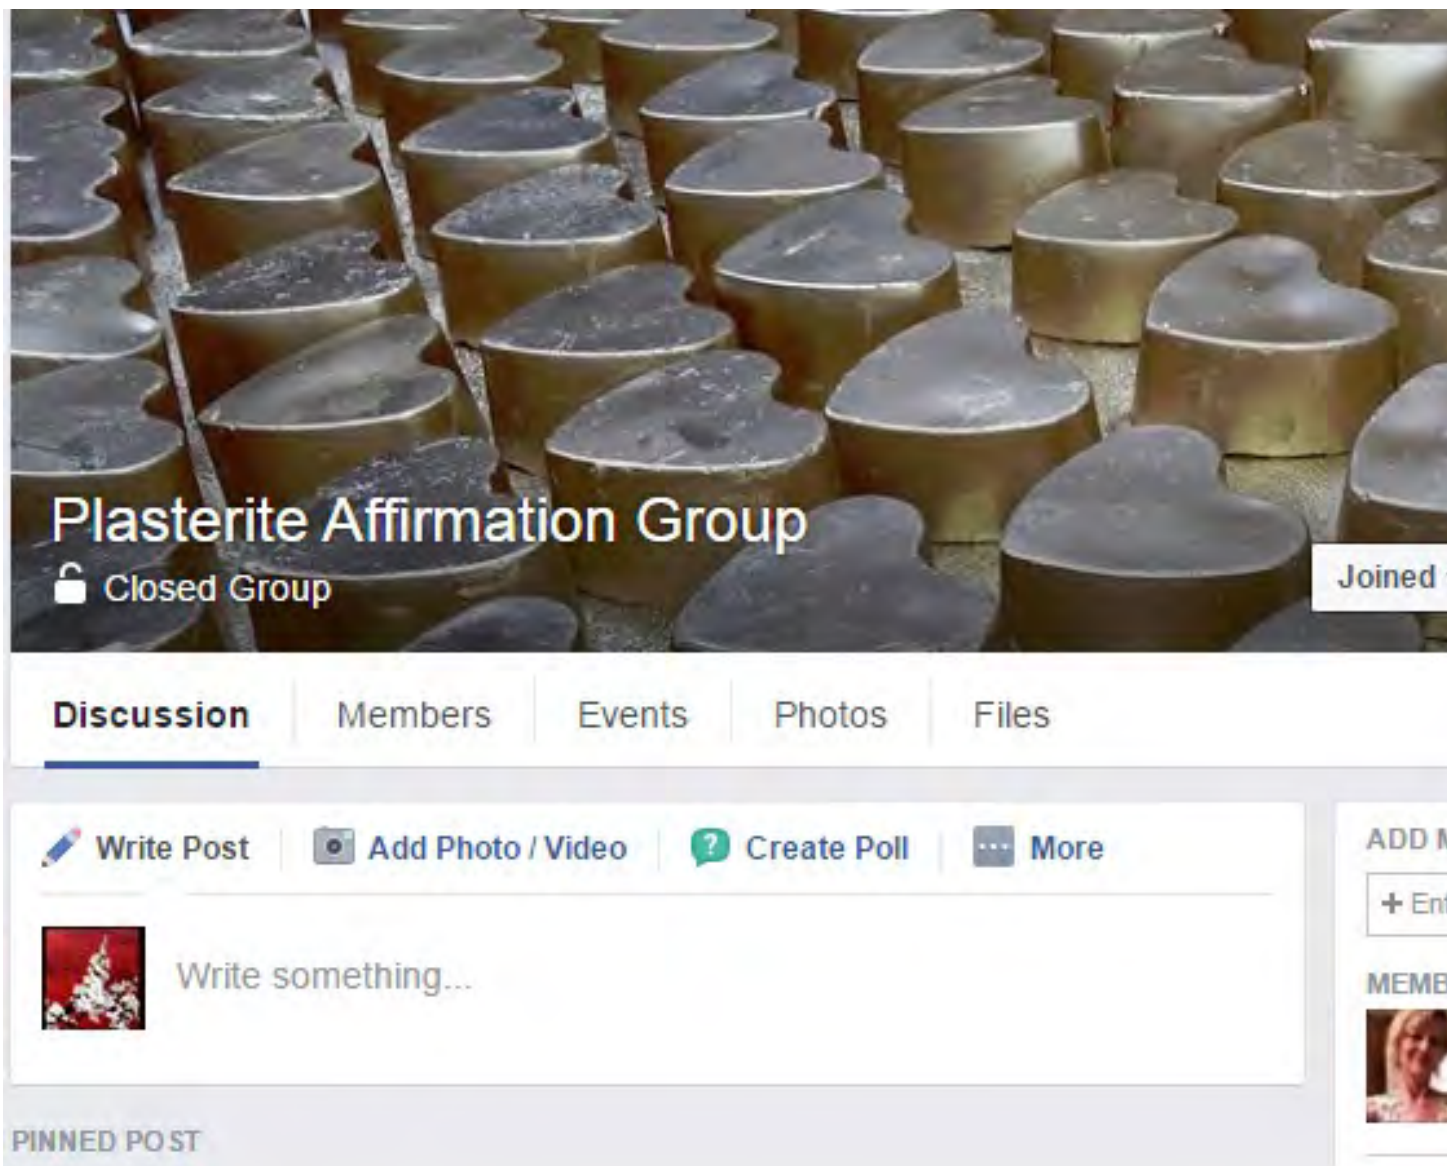 Plasterite Affirmation Group
Closed Group
Joined
Discussion Members Events Photos Files
Write Post Add Photo / Video Create Poll More
Write something...
ADD
PINNED POST